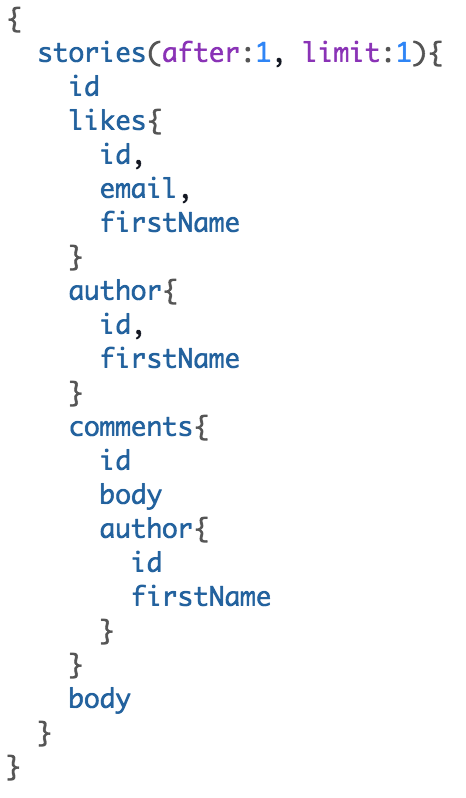 {
  stories(after:1, limit:1){
    id
    likes{
      id,
      email,
      firstName
    }
    author{
      id,
      firstName
    }
    comments{
      id
      body
      author{
        id
        firstName
      }
    }
    body
  }
}